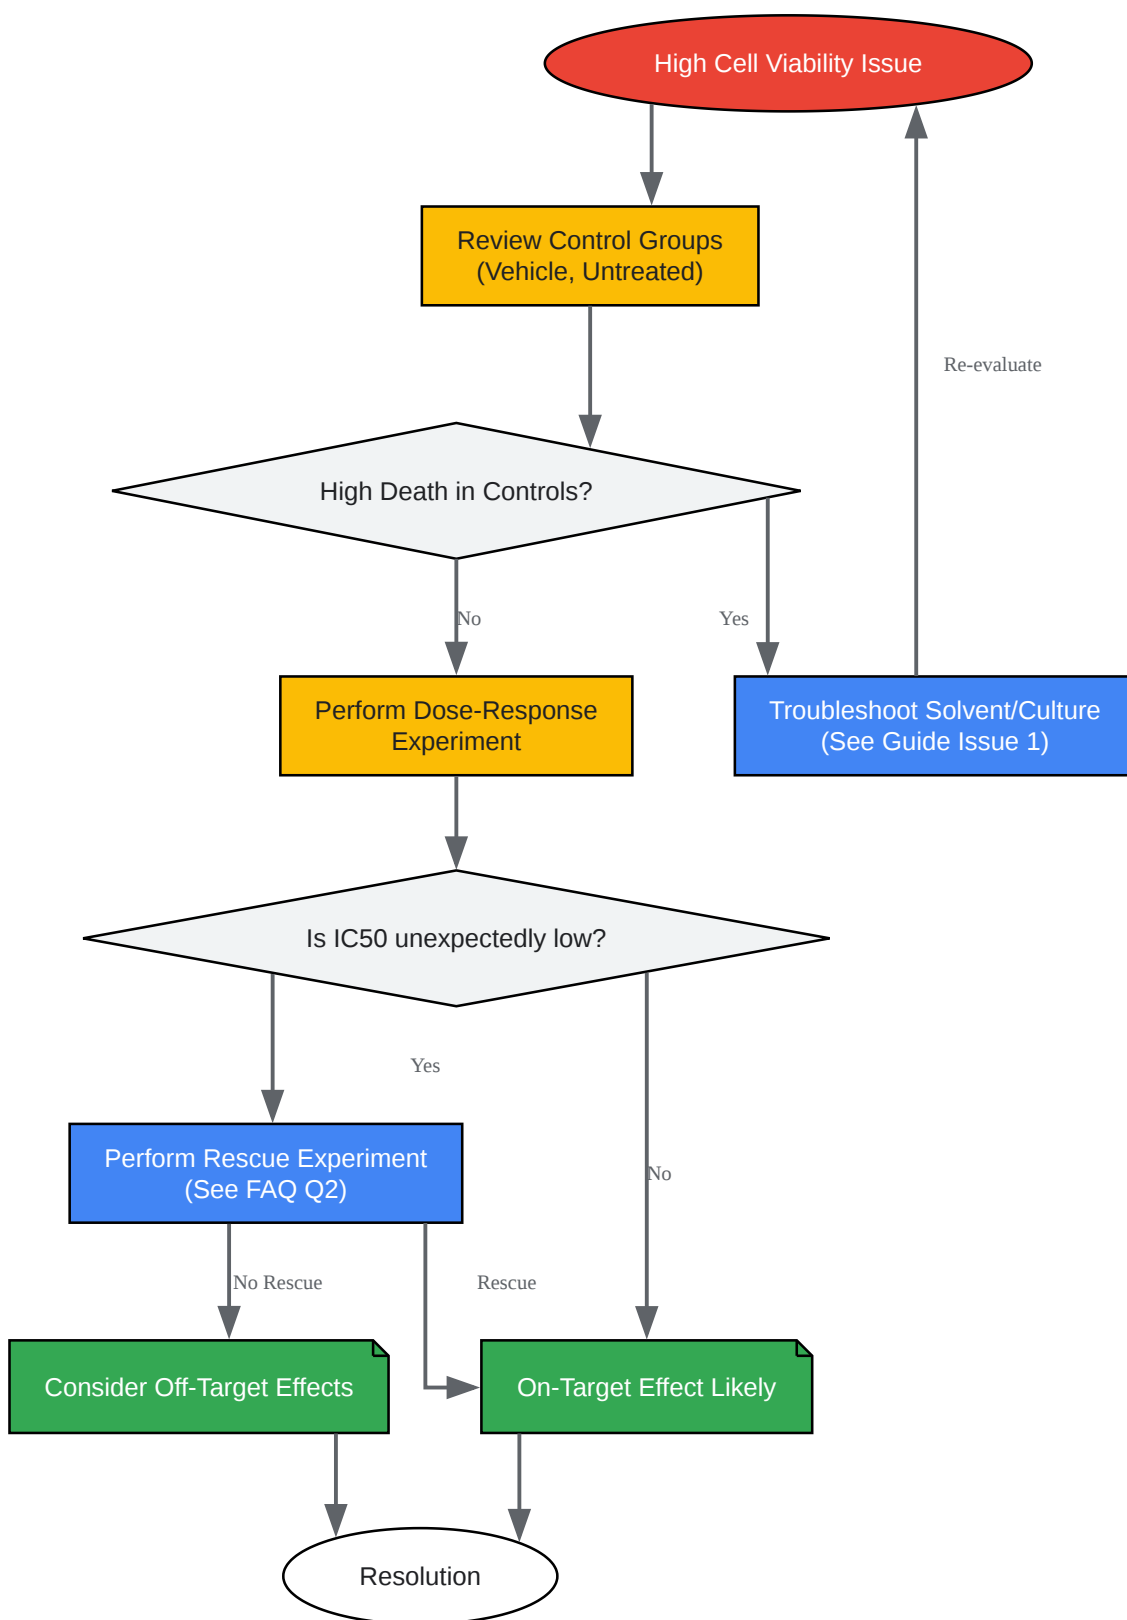 High Cell Viability Issue
Review Control Groups
(Vehicle, Untreated)
Re-evaluate
High Death in Controls?
No
Yes
Perform Dose-Response
Experiment
Troubleshoot Solvent/Culture
(See Guide Issue 1)
Is IC50 unexpectedly low?
Yes
Perform Rescue Experiment
(See FAQ Q2)
No
No Rescue
Rescue
Consider Off-Target Effects
On-Target Effect Likely
Resolution